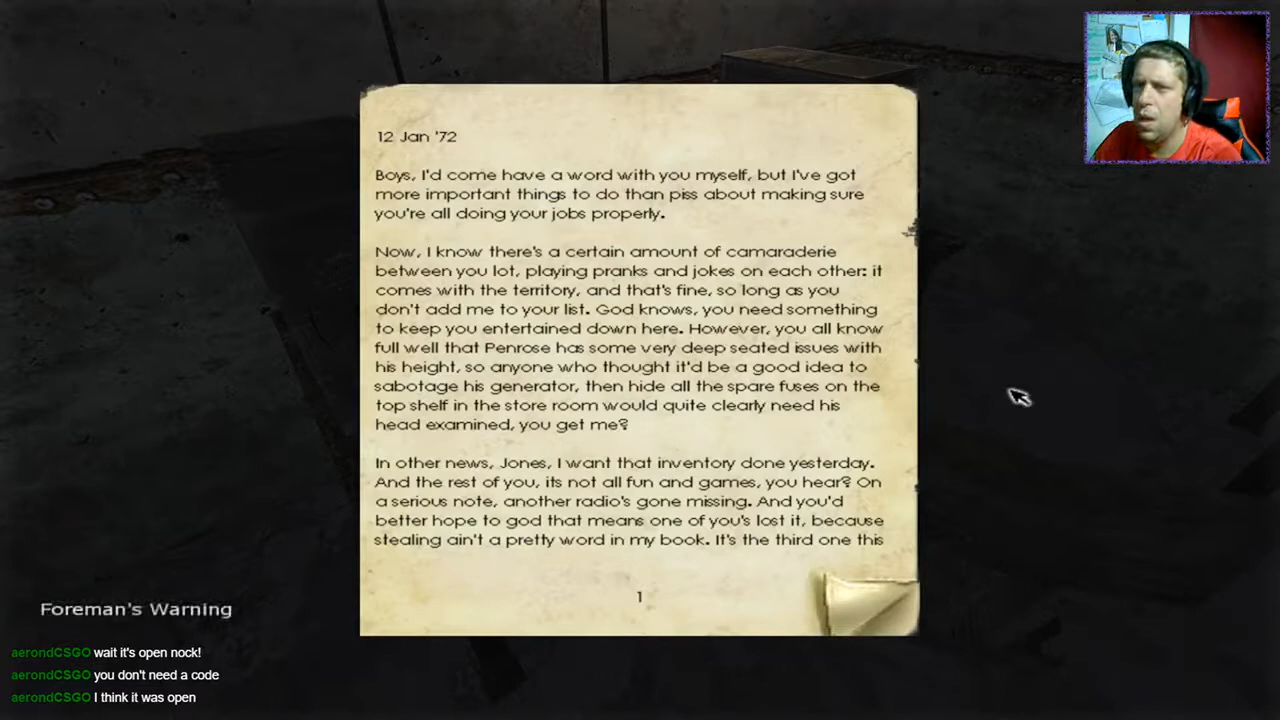 12 Jan '72
Boys, I'd come have a word with you myself, but I've got
more important things to do than piss about making sure
you're all doing your jobs properly.
Now, I know there's a certain amount of camaraderie
between you lot, playing pranks and jokes on each other: it
comes with the territory, and that's fine, so long as you
don't add me to your list. God knows, you need something
to keep you entertained down here. However, you all know
full well that Penrose has some very deep seated issues with
his height, so anyone who thought it'd be a good idea to
sabotage his generator, then hide all the spare fuses on the
top shelf in the store room would quite clearly need his
head examined, you get me?
In other news, Jones, I want that inventory done yesterday.
And the rest of you, its not all fun and games, you hear? On
a serious note, another radio's gone missing. And you'd
better hope to god that means one of you's lost it, because
stealing ain't a pretty word in my book. It's the third one this
1
Foreman's Warning
aerondCSGO wait it's open nock!
aerondCSGO you don't need a code
aerondCSGO I think it was open